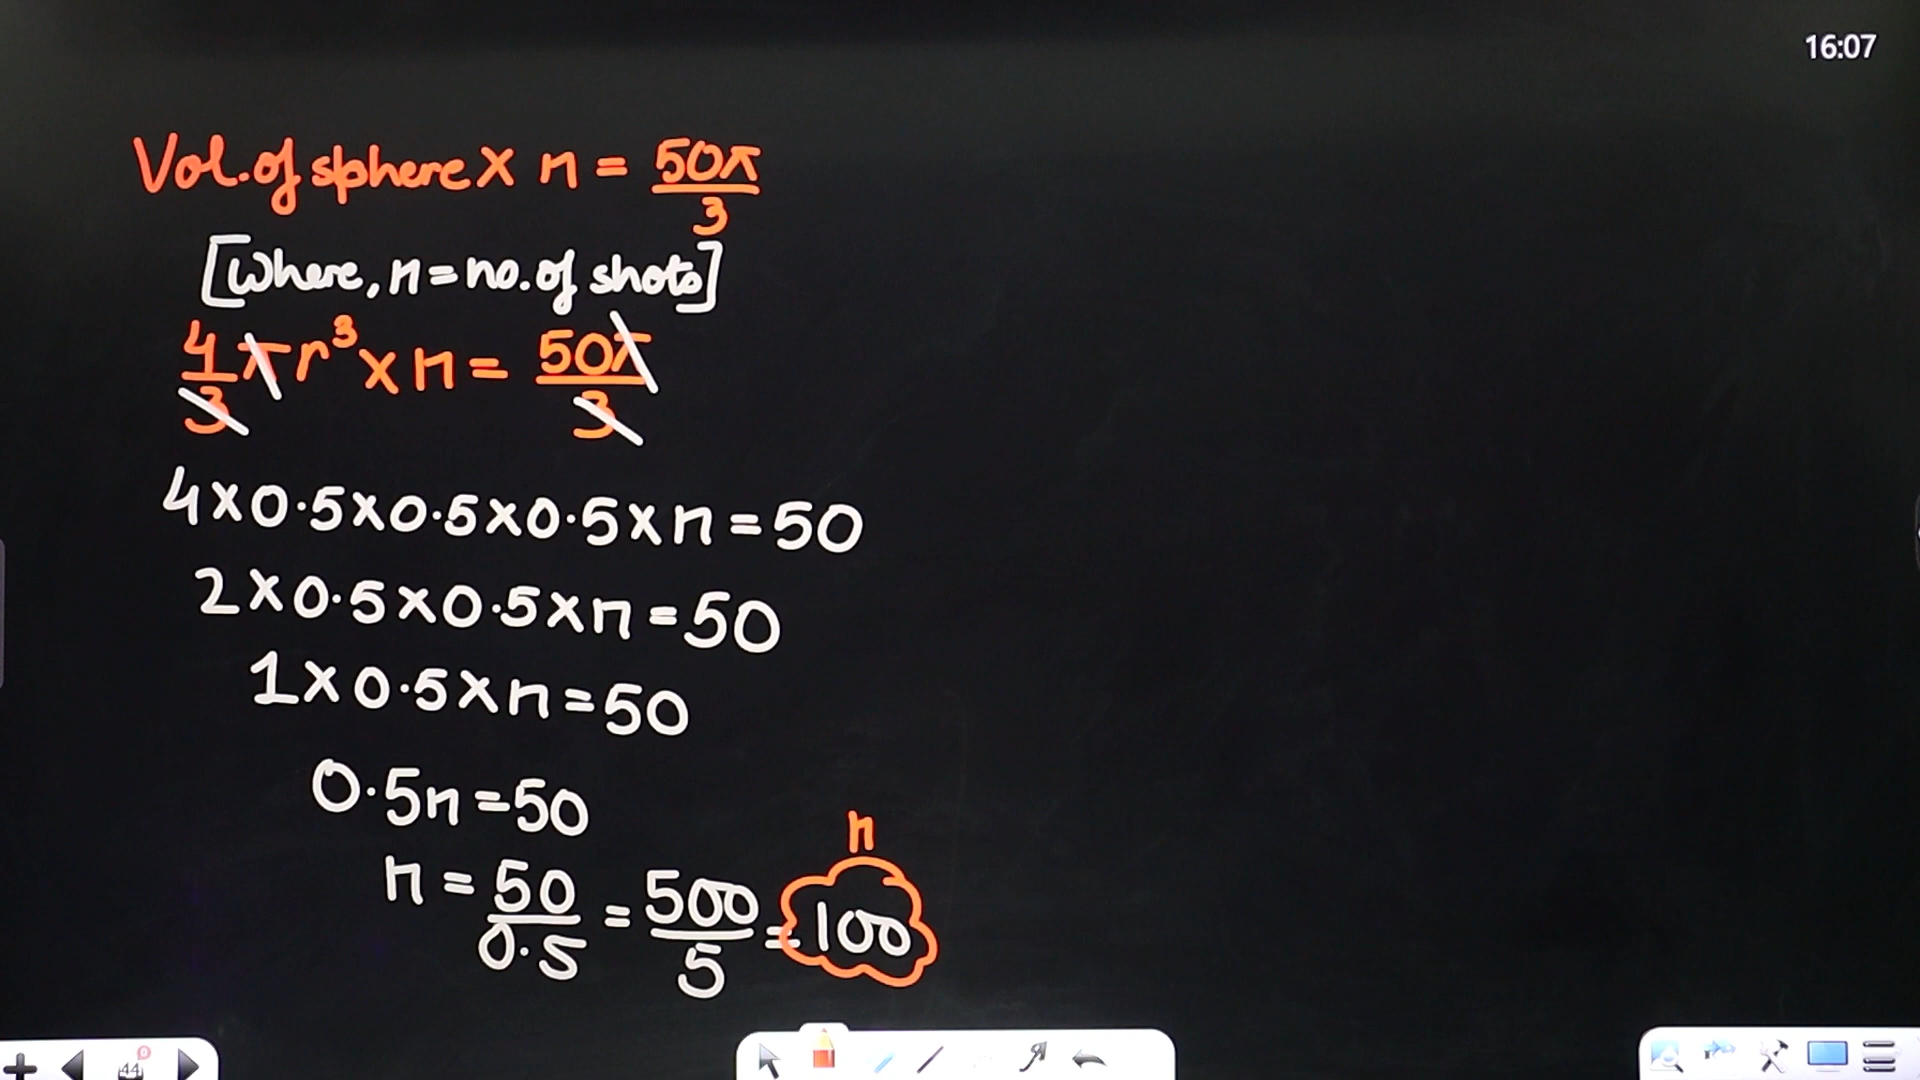 16:07
Vol. of sphere × n = 50π/3
[Where, n = no. of shots]
4/3 πr³ × n = 50π/3
4×0.5×0.5×0.5×n=50
2×0.5×0.5×n=50
1×0.5×n=50
0.5n=50
n
n = 50/0.5 = 500/5 = 100
44
0